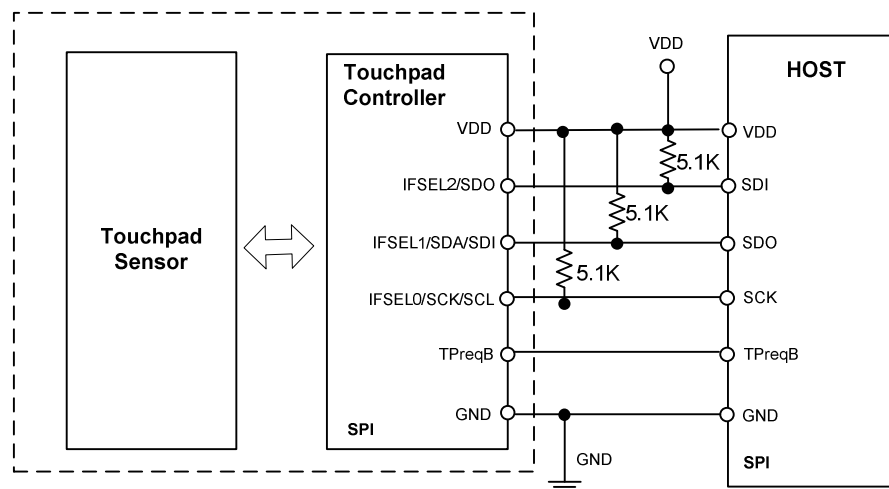 Touchpad
Sensor
Touchpad
Controller
VDD
IFSEL2/SDO
IFSEL1/SDA/SDI
IFSEL0/SCK/SCL
TPreqB
GND
SPI
VDD
5.1K
5.1K
5.1K
GND
HOST
VDD
SDI
SDO
SCK
TPreqB
GND
SPI